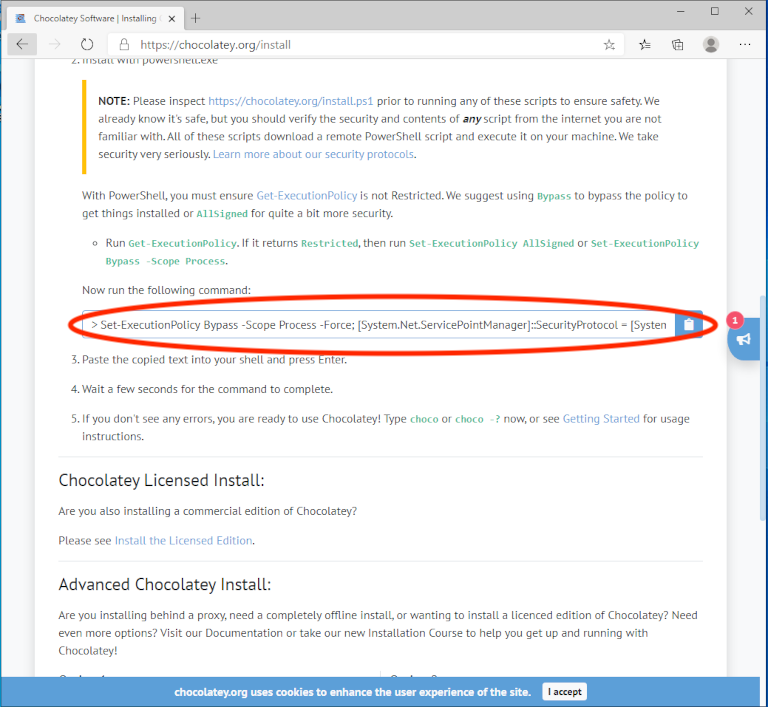 Chocolatey Software | Installing
https://chocolatey.org/install
2. Install with powershell.exe
NOTE: Please inspect https://chocolatey.org/install.ps1 prior to running any of these scripts to ensure safety. We
already know it's safe, but you should verify the security and contents of any script from the internet you are not
familiar with. All of these scripts download a remote PowerShell script and execute it on your machine. We take
security very seriously. Learn more about our security protocols.
With PowerShell, you must ensure Get-ExecutionPolicy is not Restricted. We suggest using Bypass to bypass the policy to
get things installed or AllSigned for quite a bit more security.
Run Get-ExecutionPolicy. If it returns Restricted, then run Set-ExecutionPolicy AllSigned or Set-ExecutionPolicy
Bypass -Scope Process.
Now run the following command:
> Set-ExecutionPolicy Bypass -Scope Process -Force; [System.Net.ServicePointManager]::SecurityProtocol = [System
1
3. Paste the copied text into your shell and press Enter.
4. Wait a few seconds for the command to complete.
5. If you don't see any errors, you are ready to use Chocolatey! Type choco or choco -? now, or see Getting Started for usage
instructions.
Chocolatey Licensed Install:
Are you also installing a commercial edition of Chocolatey?
Please see Install the Licensed Edition.
Advanced Chocolatey Install:
Are you installing behind a proxy, need a completely offline install, or wanting to install a licenced edition of Chocolatey? Need
even more options? Visit our Documentation or take our new Installation Course to help you get up and running with
Chocolatey!
chocolatey.org uses cookies to enhance the user experience of the site.
I accept